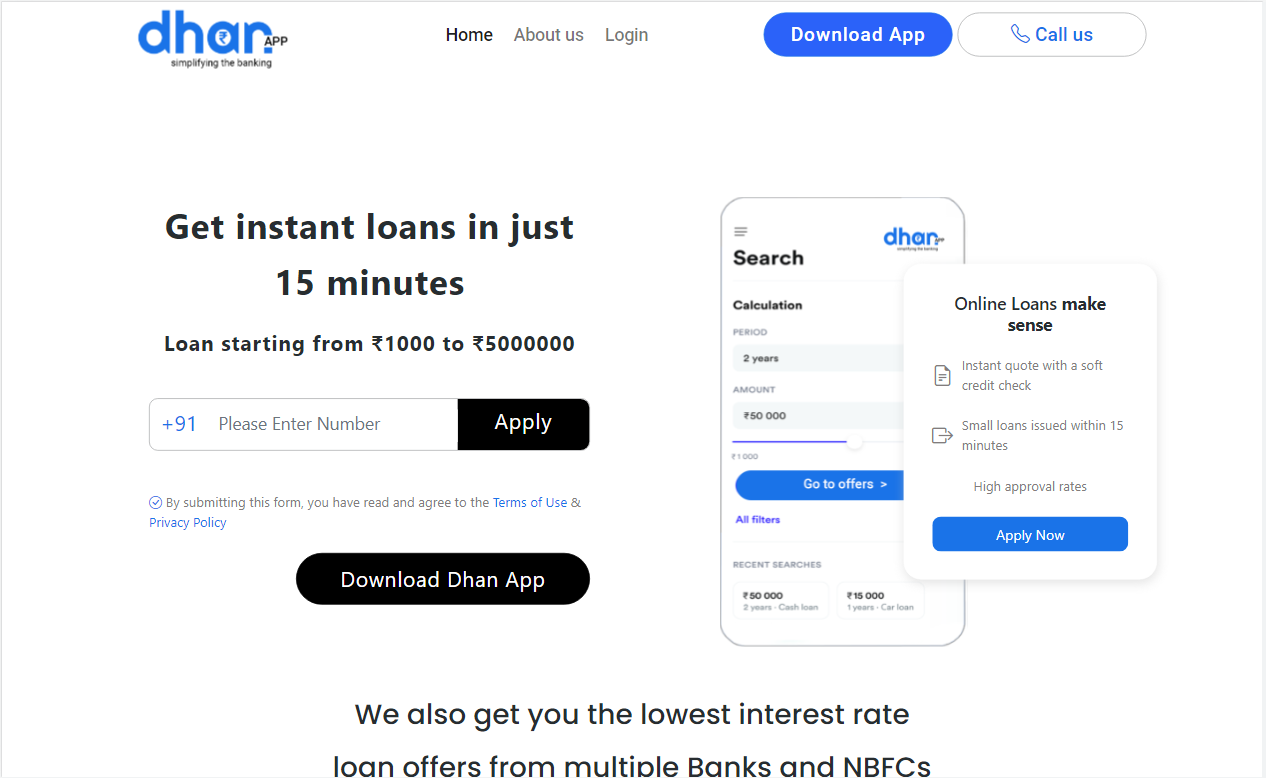 dhan APP
simplifying the banking
Home About us Login
Download App
Call us
Get instant loans in just
15 minutes
Loan starting from ₹1000 to ₹5000000
+91 Please Enter Number
Apply
By submitting this form, you have read and agree to the Terms of Use &
Privacy Policy
Download Dhan App
dhan APP
simplifying the banking
Search
Calculation
PERIOD
2 years
AMOUNT
₹50 000
₹1 000
Go to offers >
All filters
RECENT SEARCHES
₹50 000
2 years - Cash loan
₹15 000
1 years - Car loan
Online Loans make
sense
Instant quote with a soft
credit check
Small loans issued within 15
minutes
High approval rates
Apply Now
We also get you the lowest interest rate
loan offers from multiple Banks and NBFCs